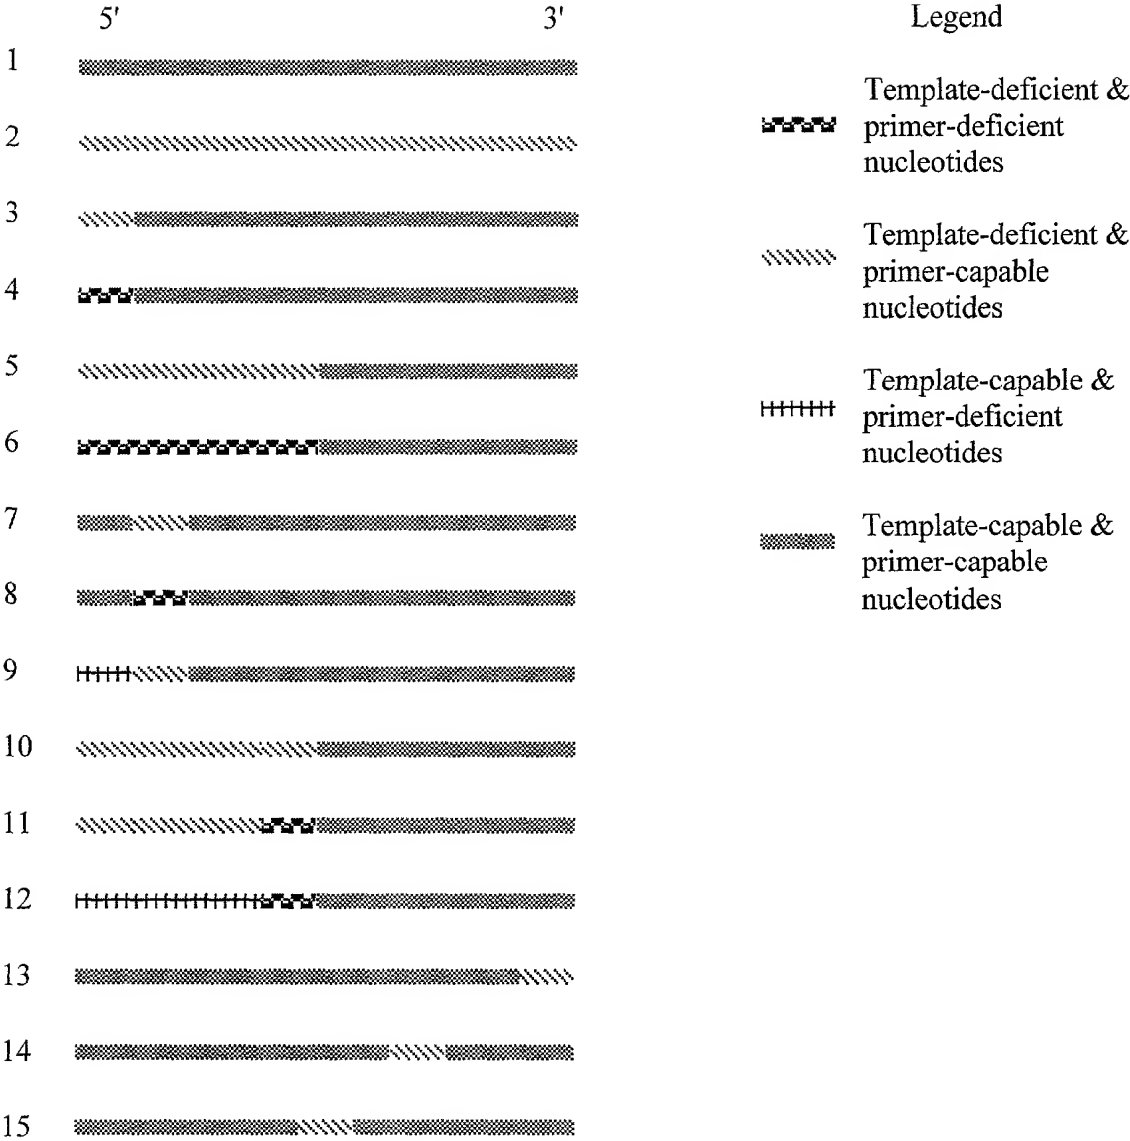 5' 3' Legend
1
Template-deficient &
primer-deficient
nucleotides
2
3
Template-deficient &
primer-capable
nucleotides
4
5
Template-capable &
primer-deficient
nucleotides
6
7
Template-capable &
primer-capable
nucleotides
8
9
10
11
12
13
14
15